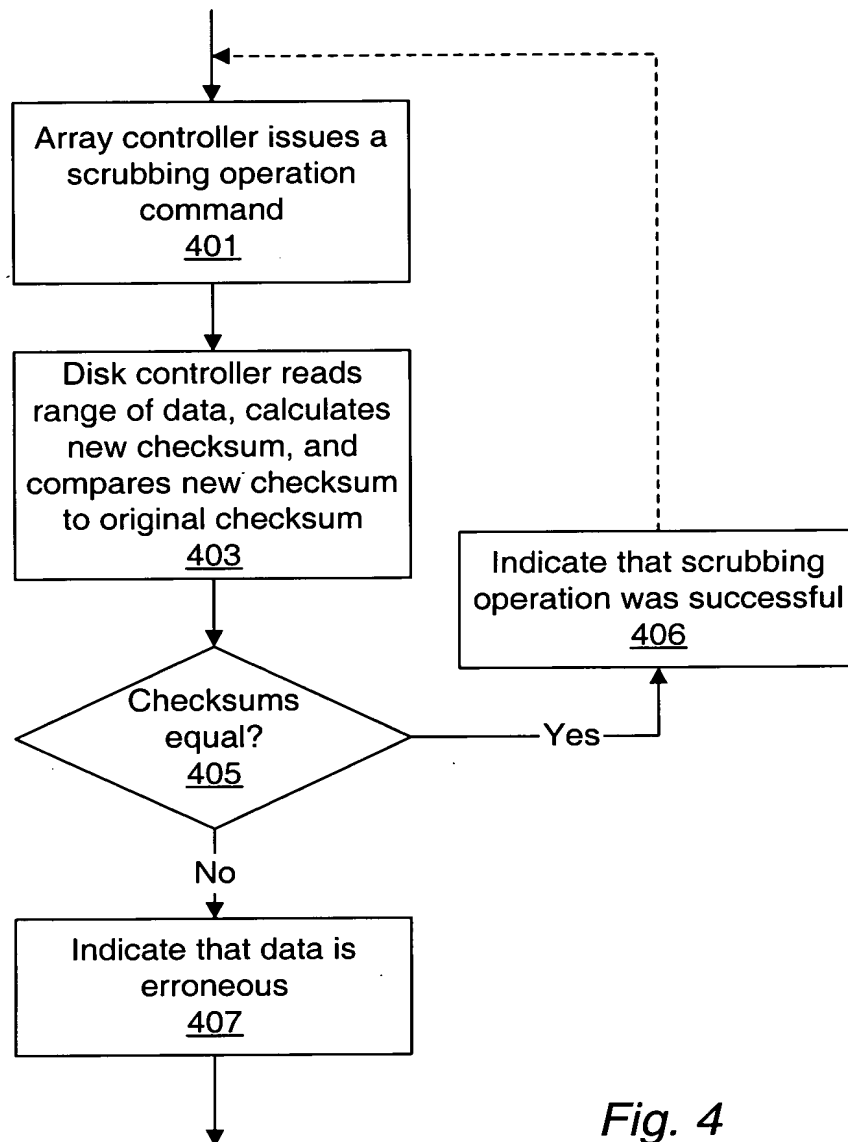 Array controller issues a
scrubbing operation
command
401
Disk controller reads
range of data, calculates
new checksum, and
compares new checksum
to original checksum
403
Indicate that scrubbing
operation was successful
406
Checksums
equal?
405
Yes
No
Indicate that data is
erroneous
407
Fig. 4